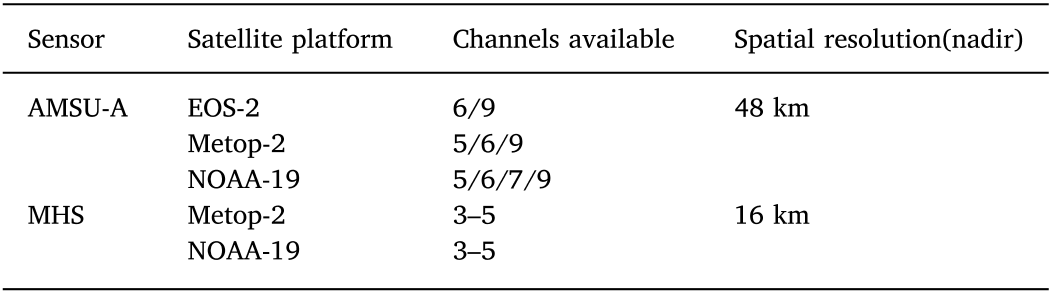 Sensor Satellite platform Channels available Spatial resolution(nadir)
AMSU-A EOS-2 6/9 48 km
Metop-2 5/6/9
NOAA-19 5/6/7/9
MHS Metop-2 3–5 16 km
NOAA-19 3–5